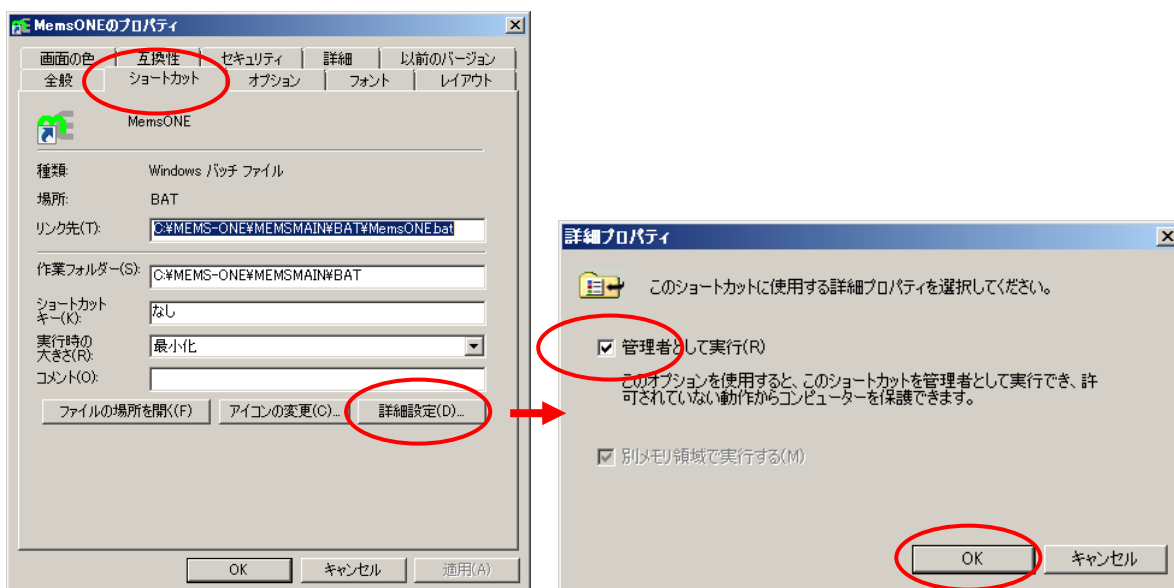 MemsONEのプロパティ
画面の色 互換性 セキュリティ 詳細 以前のバージョン
全般 ショートカット オプション フォント レイアウト
MemsONE
種類: Windows バッチ ファイル
場所: BAT
リンク先(T): C:¥MEMS-ONE¥MEMSMAIN¥BAT¥MemsONE.bat
作業フォルダー(S): C:¥MEMS-ONE¥MEMSMAIN¥BAT
ショートカット
キー(K): なし
実行時の
大きさ(R): 最小化
コメント(O):
ファイルの場所を開く(F) アイコンの変更(C)... 詳細設定(D)...
OK キャンセル 適用(A)
詳細プロパティ
このショートカットに使用する詳細プロパティを選択してください。
管理者として実行(R)
このオプションを使用すると、このショートカットを管理者として実行でき、許
可されていない動作からコンピューターを保護できます。
別メモリ領域で実行する(M)
OK キャンセル